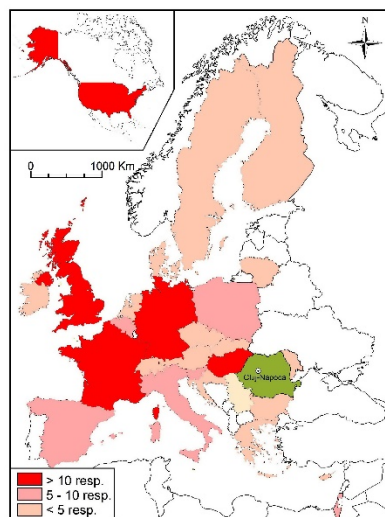 N
0 1000 Km
Cluj-Napoca
> 10 resp.
5 - 10 resp.
< 5 resp.